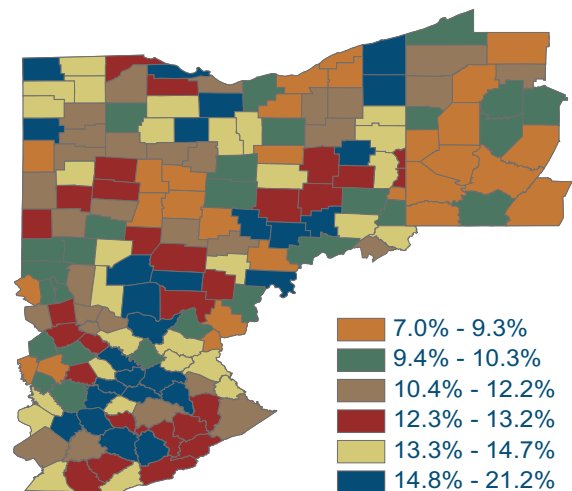 7.0% - 9.3%
9.4% - 10.3%
10.4% - 12.2%
12.3% - 13.2%
13.3% - 14.7%
14.8% - 21.2%